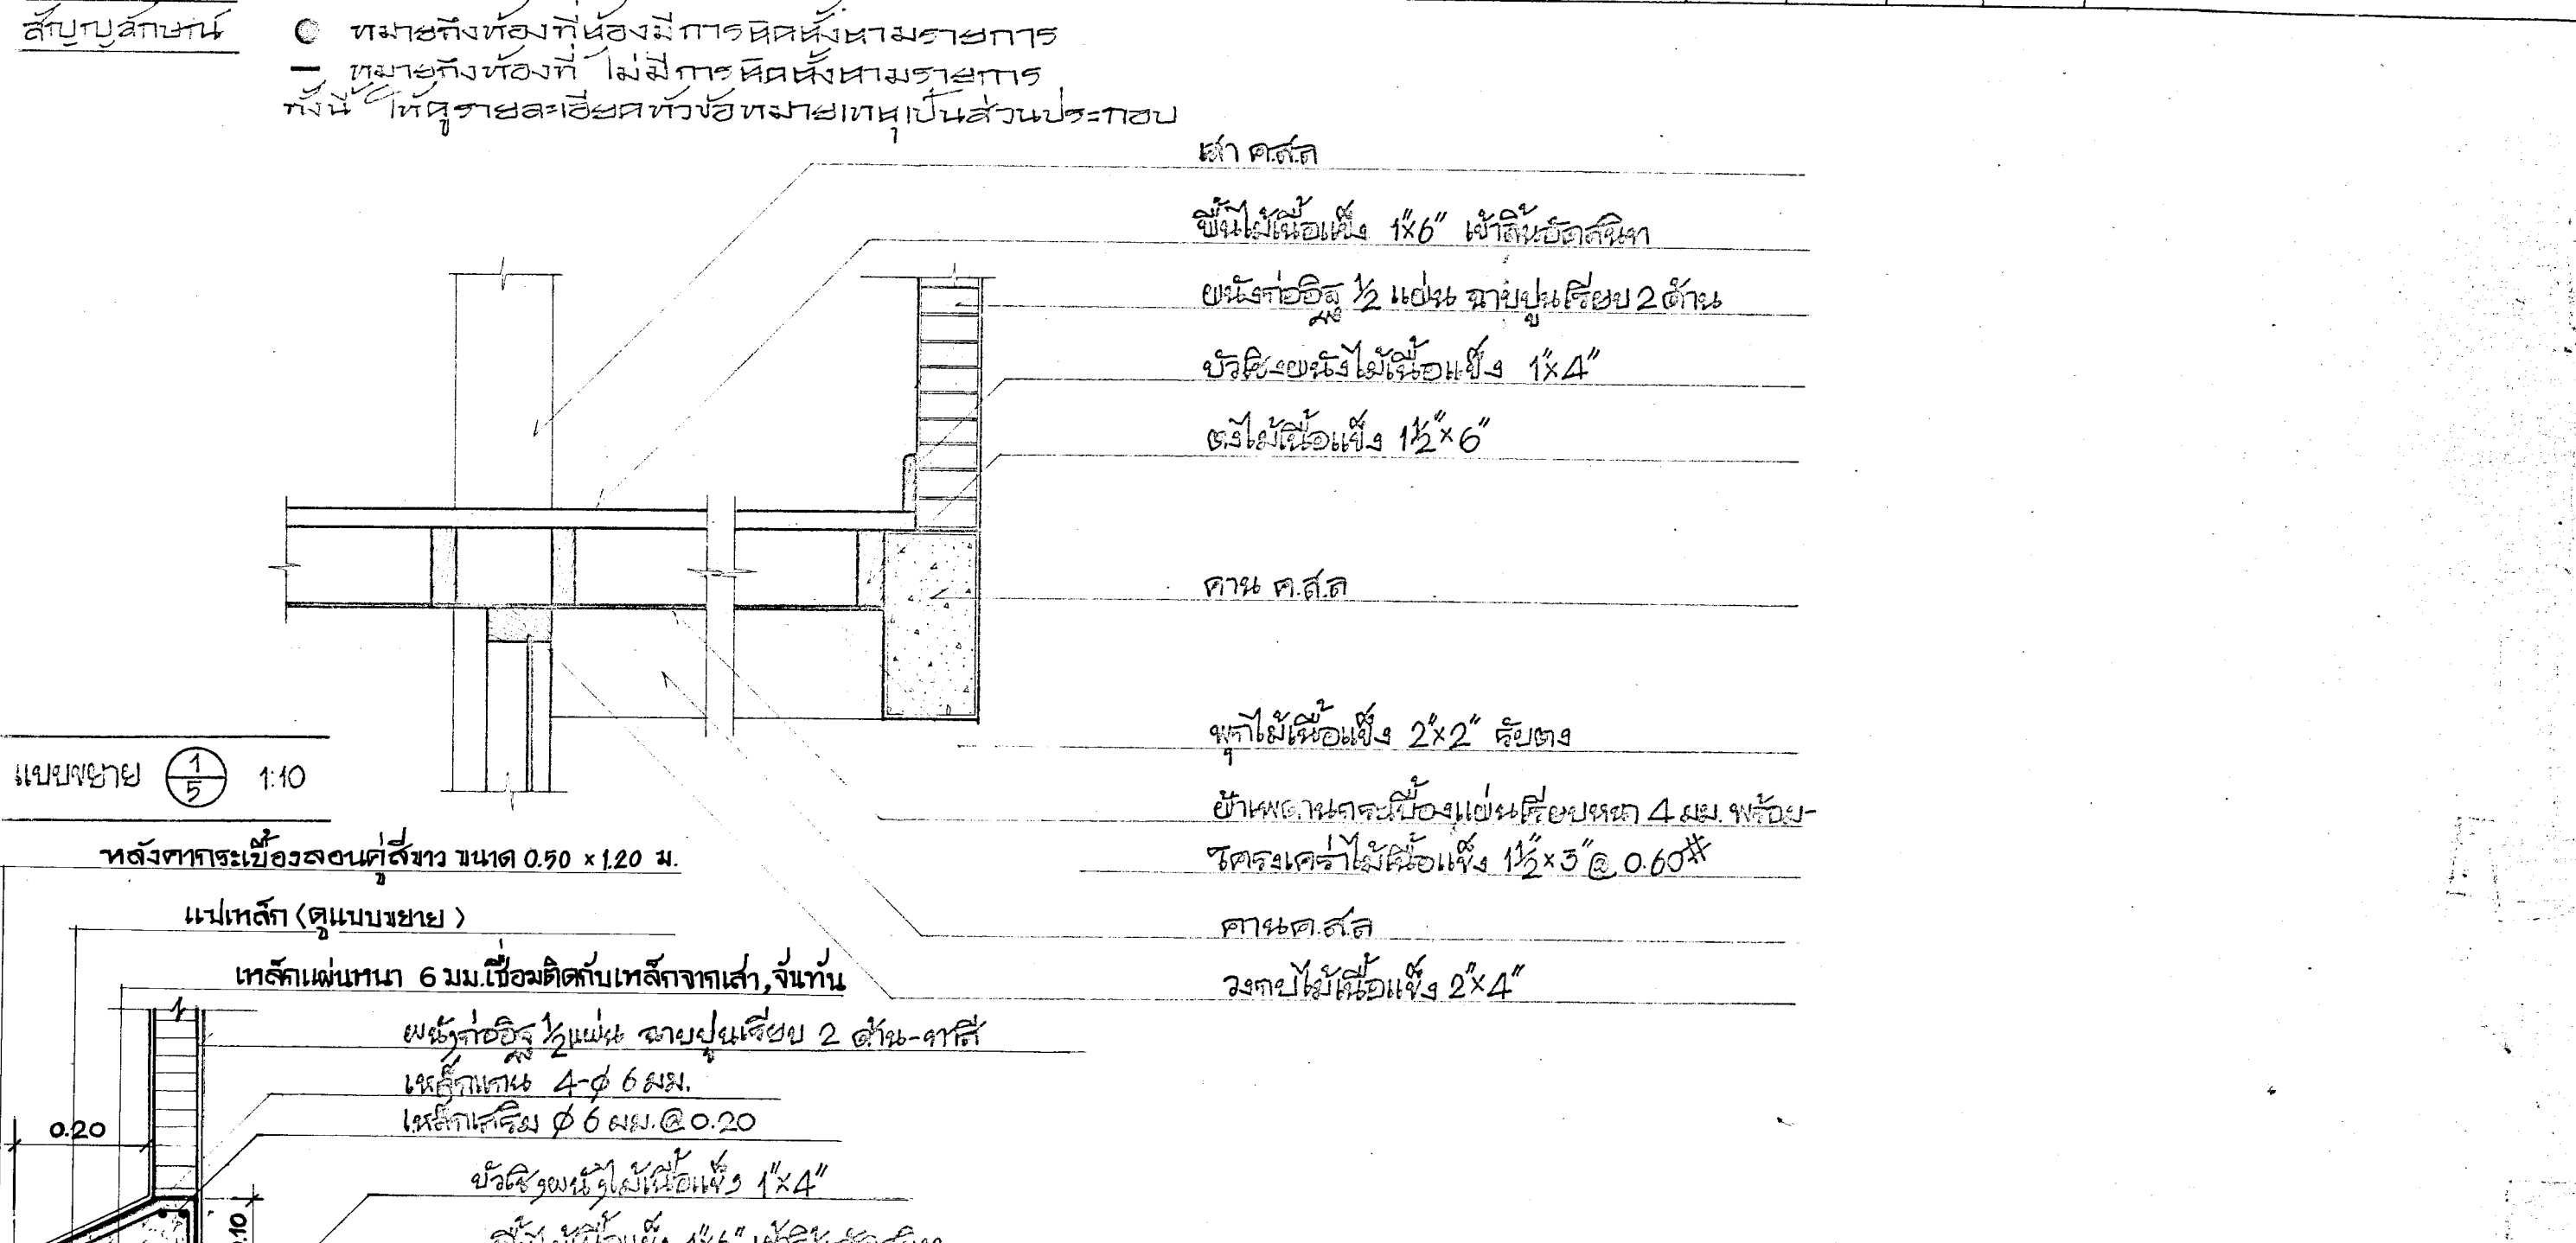 สัญญลักษณ์
● หมายถึงห้องที่ต้องมีการติดตั้งตามรายการ
— หมายถึงห้องที่ ไม่มีการติดตั้งตามรายการ
ทั้งนี้ ให้ดูรายละเอียดหัวข้อหมายเหตุเป็นส่วนประกอบ
เสา ค.ส.ล
พื้นไม้เนื้อแข็ง 1"x6" เข้าลิ้นอัดสนิท
ผนังก่ออิฐ 1/2 แผ่น ฉาบปูนเรียบ 2 ด้าน
บัวเชิงผนังไม้เนื้อแข็ง 1"x4"
ตงไม้เนื้อแข็ง 1½"x6"
คาน ค.ส.ล
พุกไม้เนื้อแข็ง 2"x2" รับตง
ฝ้าเพดานกระเบื้องแผ่นเรียบหนา 4 มม. พร้อม-
โครงเคร่าไม้เนื้อแข็ง 1½"x3"@ 0.60#
คาน ค.ส.ล
วงกบไม้เนื้อแข็ง 2"x4"
แบบขยาย 1/5 1:10
หลังคากระเบื้องลอนคู่สีขาว ขนาด 0.50 x 1.20 ม.
แปเหล็ก (ดูแบบขยาย)
เหล็กแผ่นหนา 6 มม.เชื่อมติดกับเหล็กจากเสา,จันทัน
ผนังก่ออิฐ 1/2 แผ่น ฉาบปูนเรียบ 2 ด้าน-ทาสี
เหล็กแกน 4-ϕ 6 มม.
เหล็กเสริม ϕ 6 มม.@ 0.20
0.20
บัวเชิงผนังไม้เนื้อแข็ง 1"x4"
.10